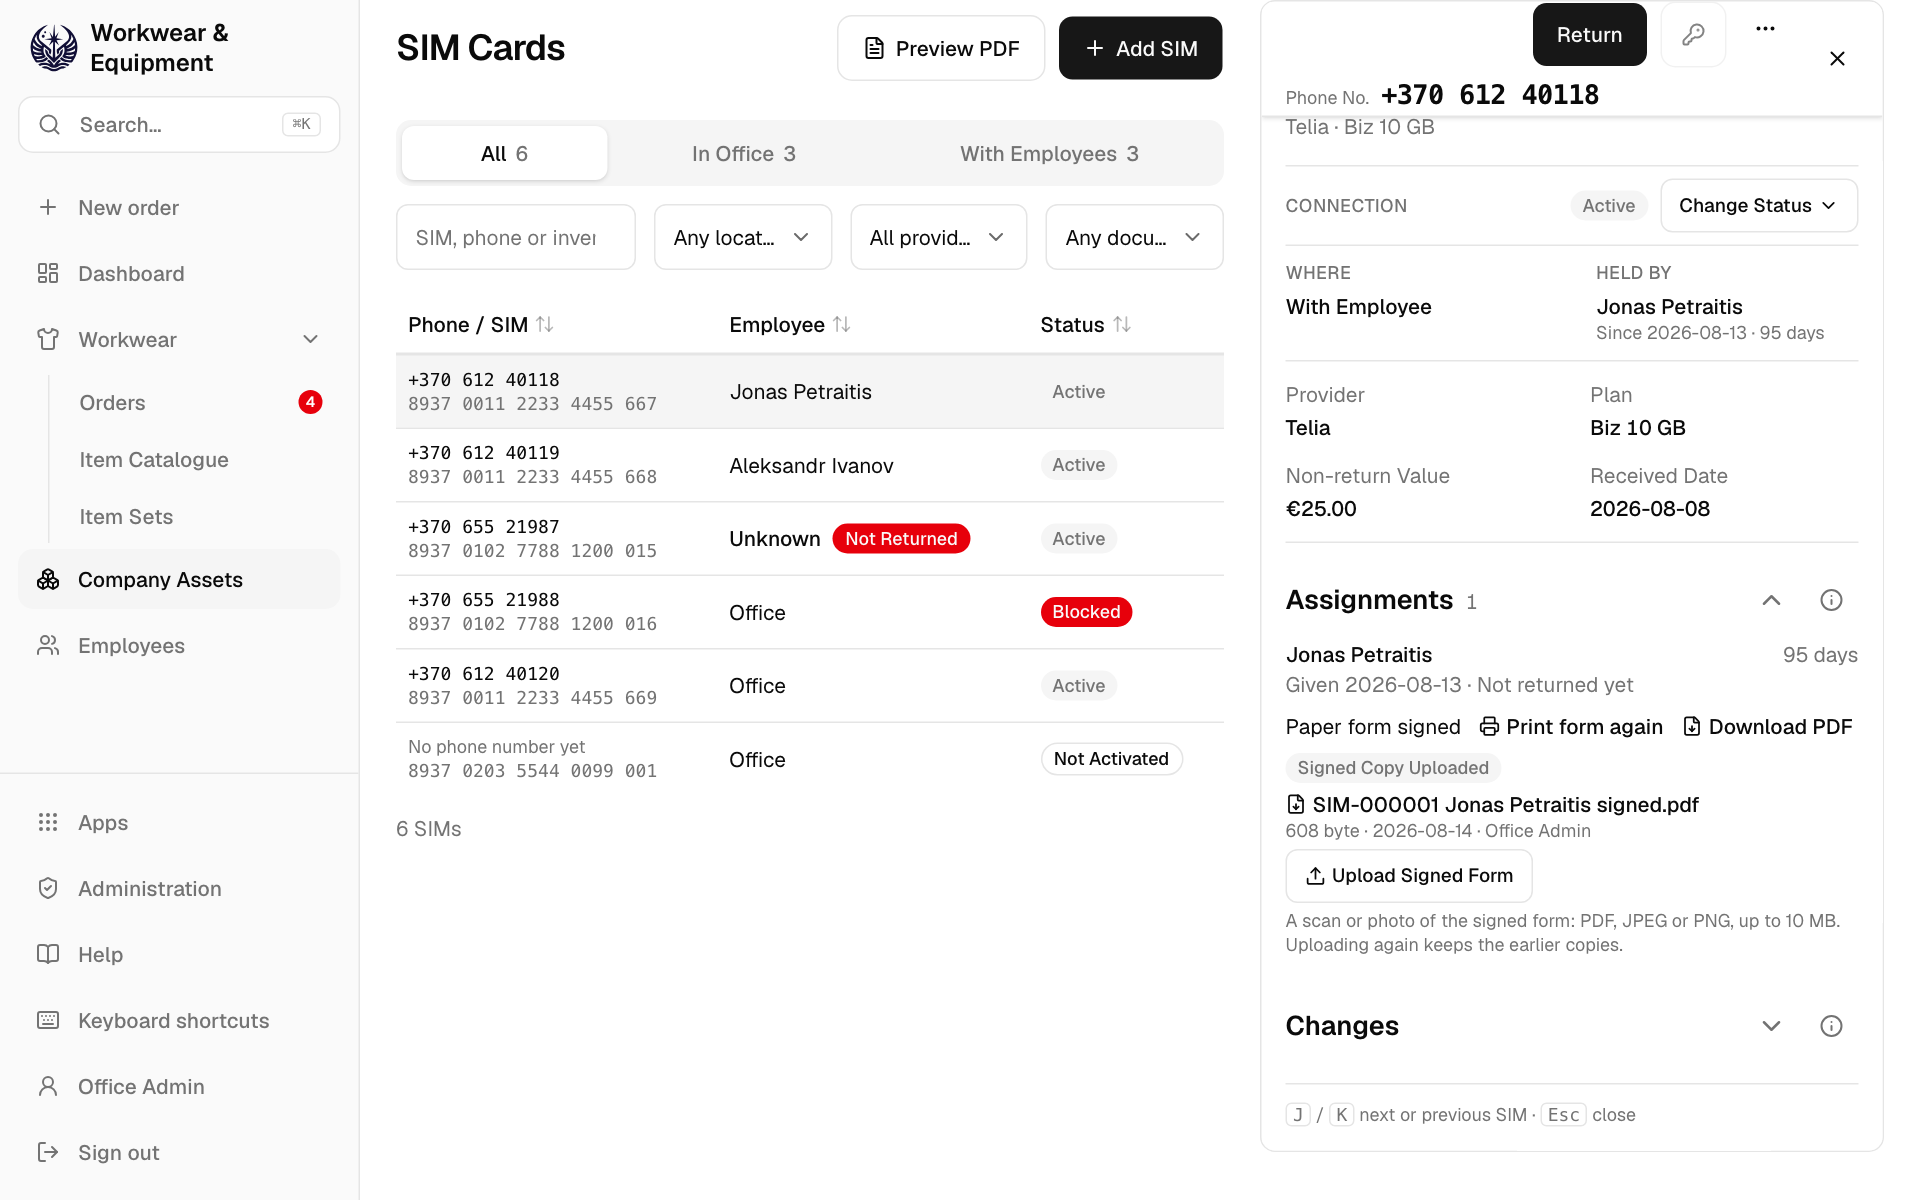 Workwear &
Equipment
Search...
⌘K
New order
Dashboard
Workwear
Orders
4
Item Catalogue
Item Sets
Company Assets
Employees
Apps
Administration
Help
Keyboard shortcuts
Office Admin
Sign out
SIM Cards
Preview PDF
Add SIM
All 6
In Office 3
With Employees 3
SIM, phone or inver
Any locat...
All provid...
Any docu...
Phone / SIM
Employee
Status
+370 612 40118
8937 0011 2233 4455 667
Jonas Petraitis
Active
+370 612 40119
8937 0011 2233 4455 668
Aleksandr Ivanov
Active
+370 655 21987
8937 0102 7788 1200 015
Unknown
Not Returned
Active
+370 655 21988
8937 0102 7788 1200 016
Office
Blocked
+370 612 40120
8937 0011 2233 4455 669
Office
Active
No phone number yet
8937 0203 5544 0099 001
Office
Not Activated
6 SIMs
Return
Phone No. +370 612 40118
Telia · Biz 10 GB
CONNECTION
Active
Change Status
WHERE
With Employee
HELD BY
Jonas Petraitis
Since 2026-08-13 · 95 days
Provider
Telia
Plan
Biz 10 GB
Non-return Value
€25.00
Received Date
2026-08-08
Assignments 1
Jonas Petraitis
95 days
Given 2026-08-13 · Not returned yet
Paper form signed
Print form again
Download PDF
Signed Copy Uploaded
SIM-000001 Jonas Petraitis signed.pdf
608 byte · 2026-08-14 · Office Admin
Upload Signed Form
A scan or photo of the signed form: PDF, JPEG or PNG, up to 10 MB.
Uploading again keeps the earlier copies.
Changes
J / K next or previous SIM · Esc close